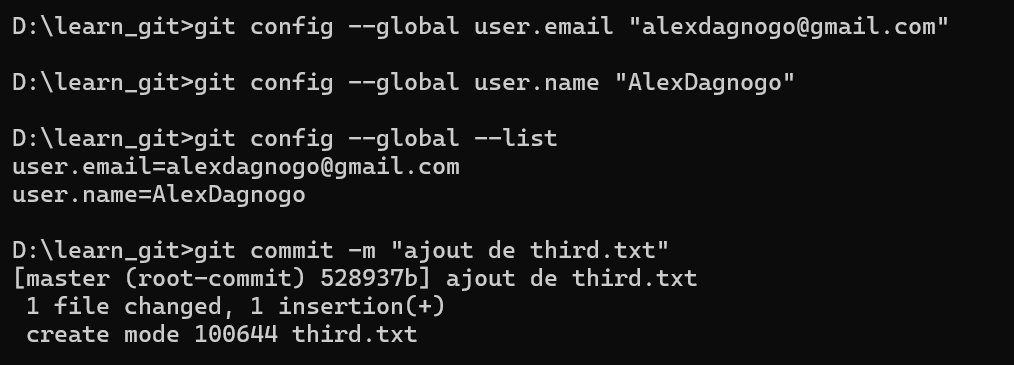 D:\learn_git>git config --global user.email "alexdagnogo@gmail.com"
D:\learn_git>git config --global user.name "AlexDagnogo"
D:\learn_git>git config --global --list
user.email=alexdagnogo@gmail.com
user.name=AlexDagnogo
D:\learn_git>git commit -m "ajout de third.txt"
[master (root-commit) 528937b] ajout de third.txt
 1 file changed, 1 insertion(+)
 create mode 100644 third.txt